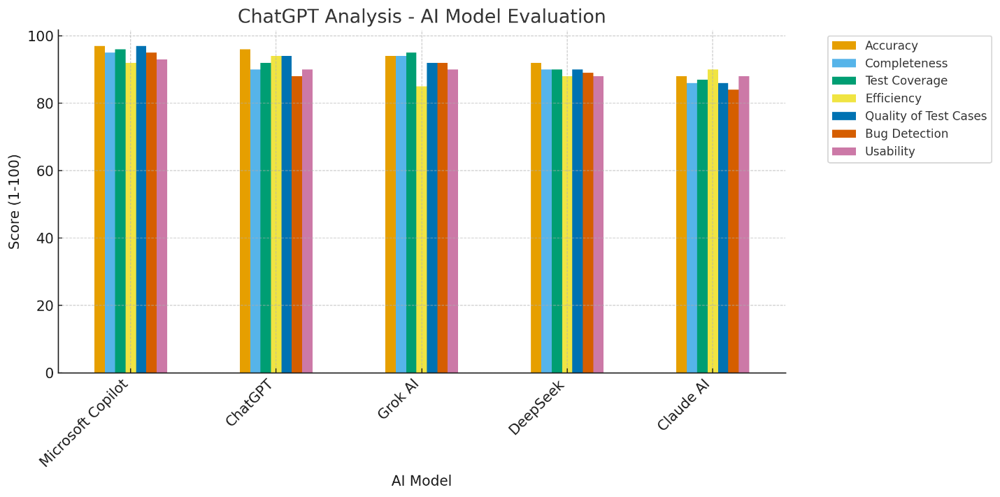 ChatGPT Analysis - AI Model Evaluation
100
80
60
40
20
0
Score (1-100)
Microsoft Copilot
ChatGPT
Grok AI
DeepSeek
Claude AI
AI Model
Accuracy
Completeness
Test Coverage
Efficiency
Quality of Test Cases
Bug Detection
Usability